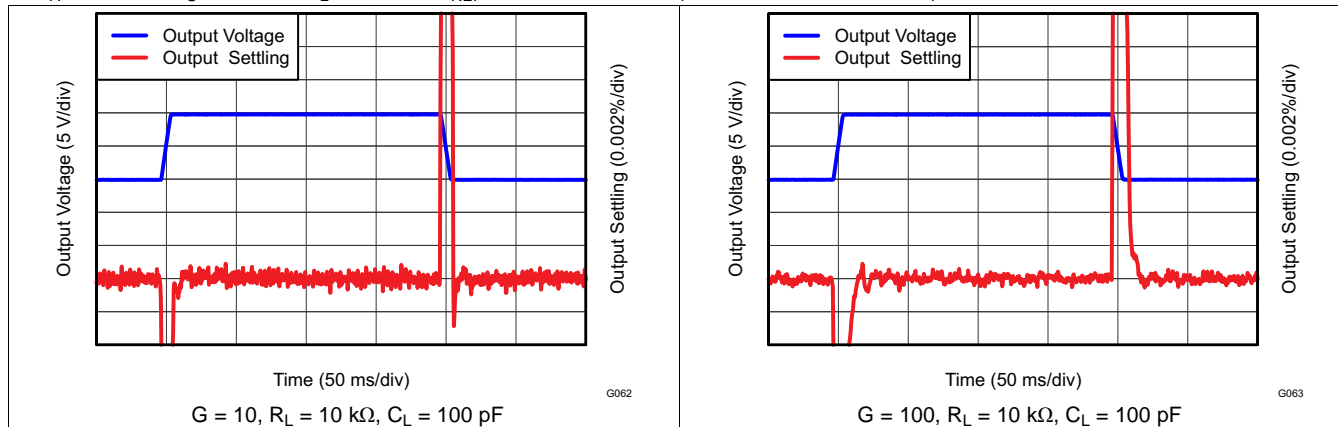 Output Voltage
Output Settling
Output Voltage (5 V/div)
Output Settling (0.002%/div)
Time (50 ms/div)
G062
G = 10, RL = 10 kΩ, CL = 100 pF
Output Voltage
Output Settling
Output Voltage (5 V/div)
Output Settling (0.002%/div)
Time (50 ms/div)
G063
G = 100, RL = 10 kΩ, CL = 100 pF